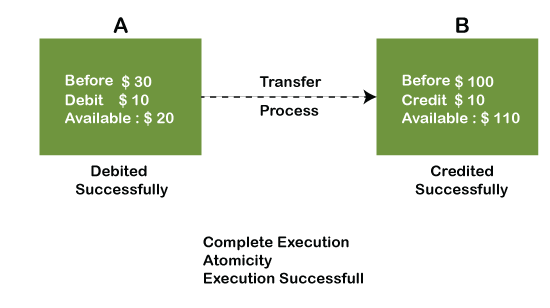 A
B
Before $ 30
Debit $ 10
Available : $ 20
Transfer
Process
Before $ 100
Credit $ 10
Available : $ 110
Debited
Successfully
Credited
Successfully
Complete Execution
Atomicity
Execution Successfull